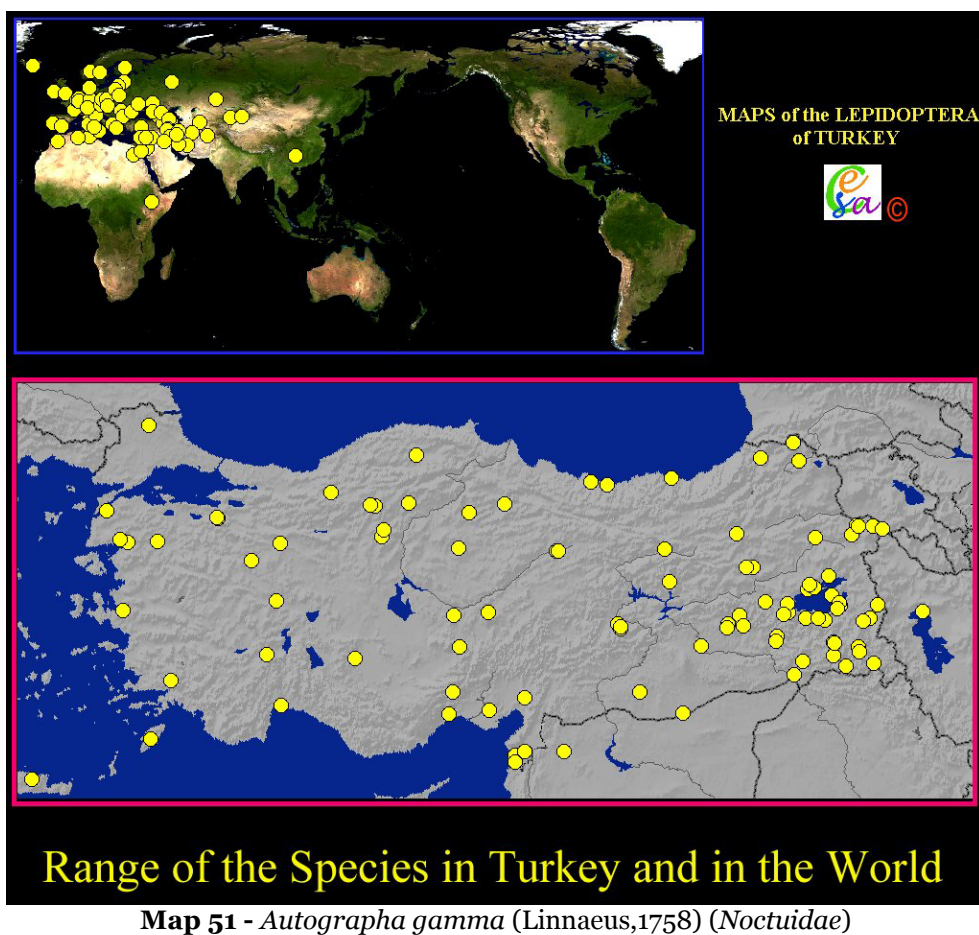 MAPS of the LEPIDOPTERA
of TURKEY
Cesa ©
Range of the Species in Turkey and in the World
Map 51 - Autographa gamma (Linnaeus,1758) (Noctuidae)